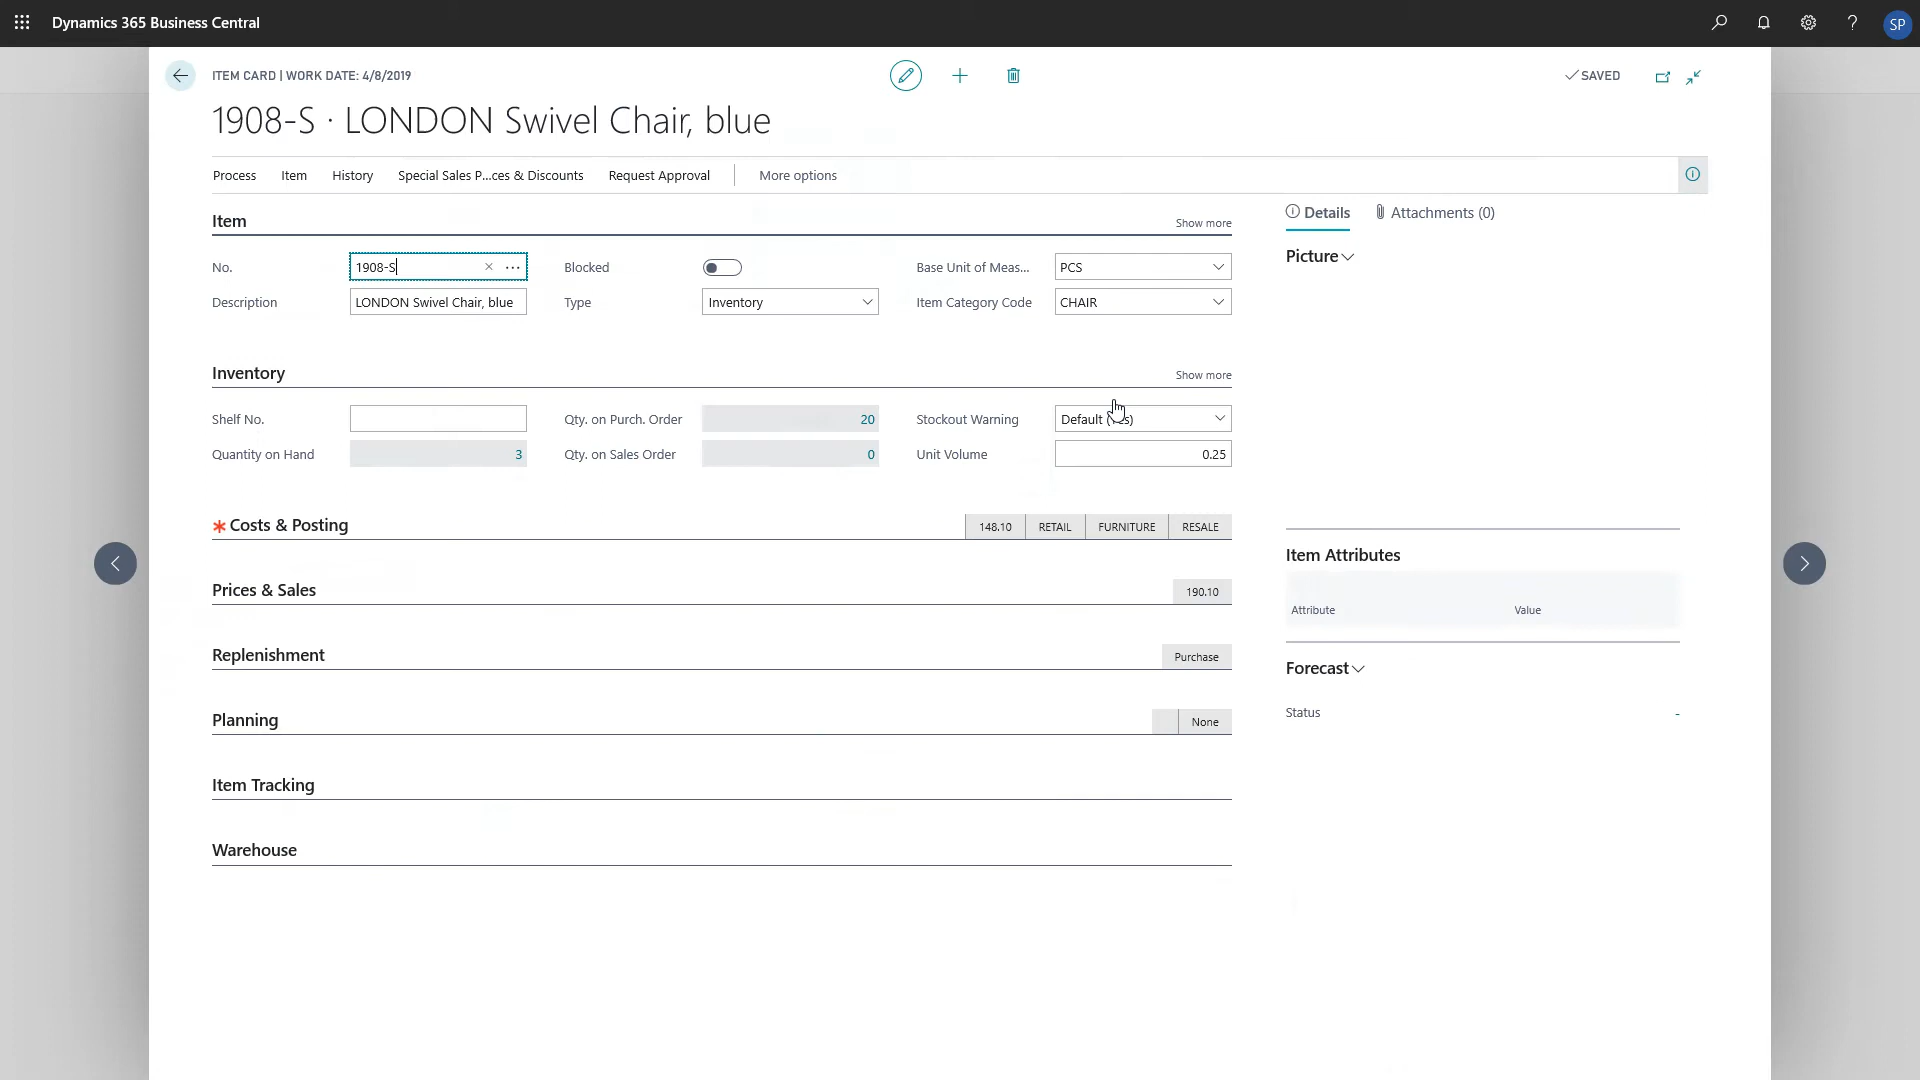 Dynamics 365 Business Central
SP
ITEM CARD | WORK DATE: 4/8/2019
SAVED
1908-S · LONDON Swivel Chair, blue
Process Item History Special Sales P...ces & Discounts Request Approval More options
Item
Show more
Details
Attachments (0)
No. 1908-S
Blocked
Base Unit of Meas... PCS
Picture
Description LONDON Swivel Chair, blue
Type Inventory
Item Category Code CHAIR
Inventory
Show more
Shelf No.
Qty. on Purch. Order 20
Stockout Warning Default (Yes)
Quantity on Hand 3
Qty. on Sales Order 0
Unit Volume 0.25
Costs & Posting
148.10 RETAIL FURNITURE RESALE
Item Attributes
Prices & Sales
190.10
Attribute Value
Replenishment
Purchase
Forecast
Planning
None
Status -
Item Tracking
Warehouse